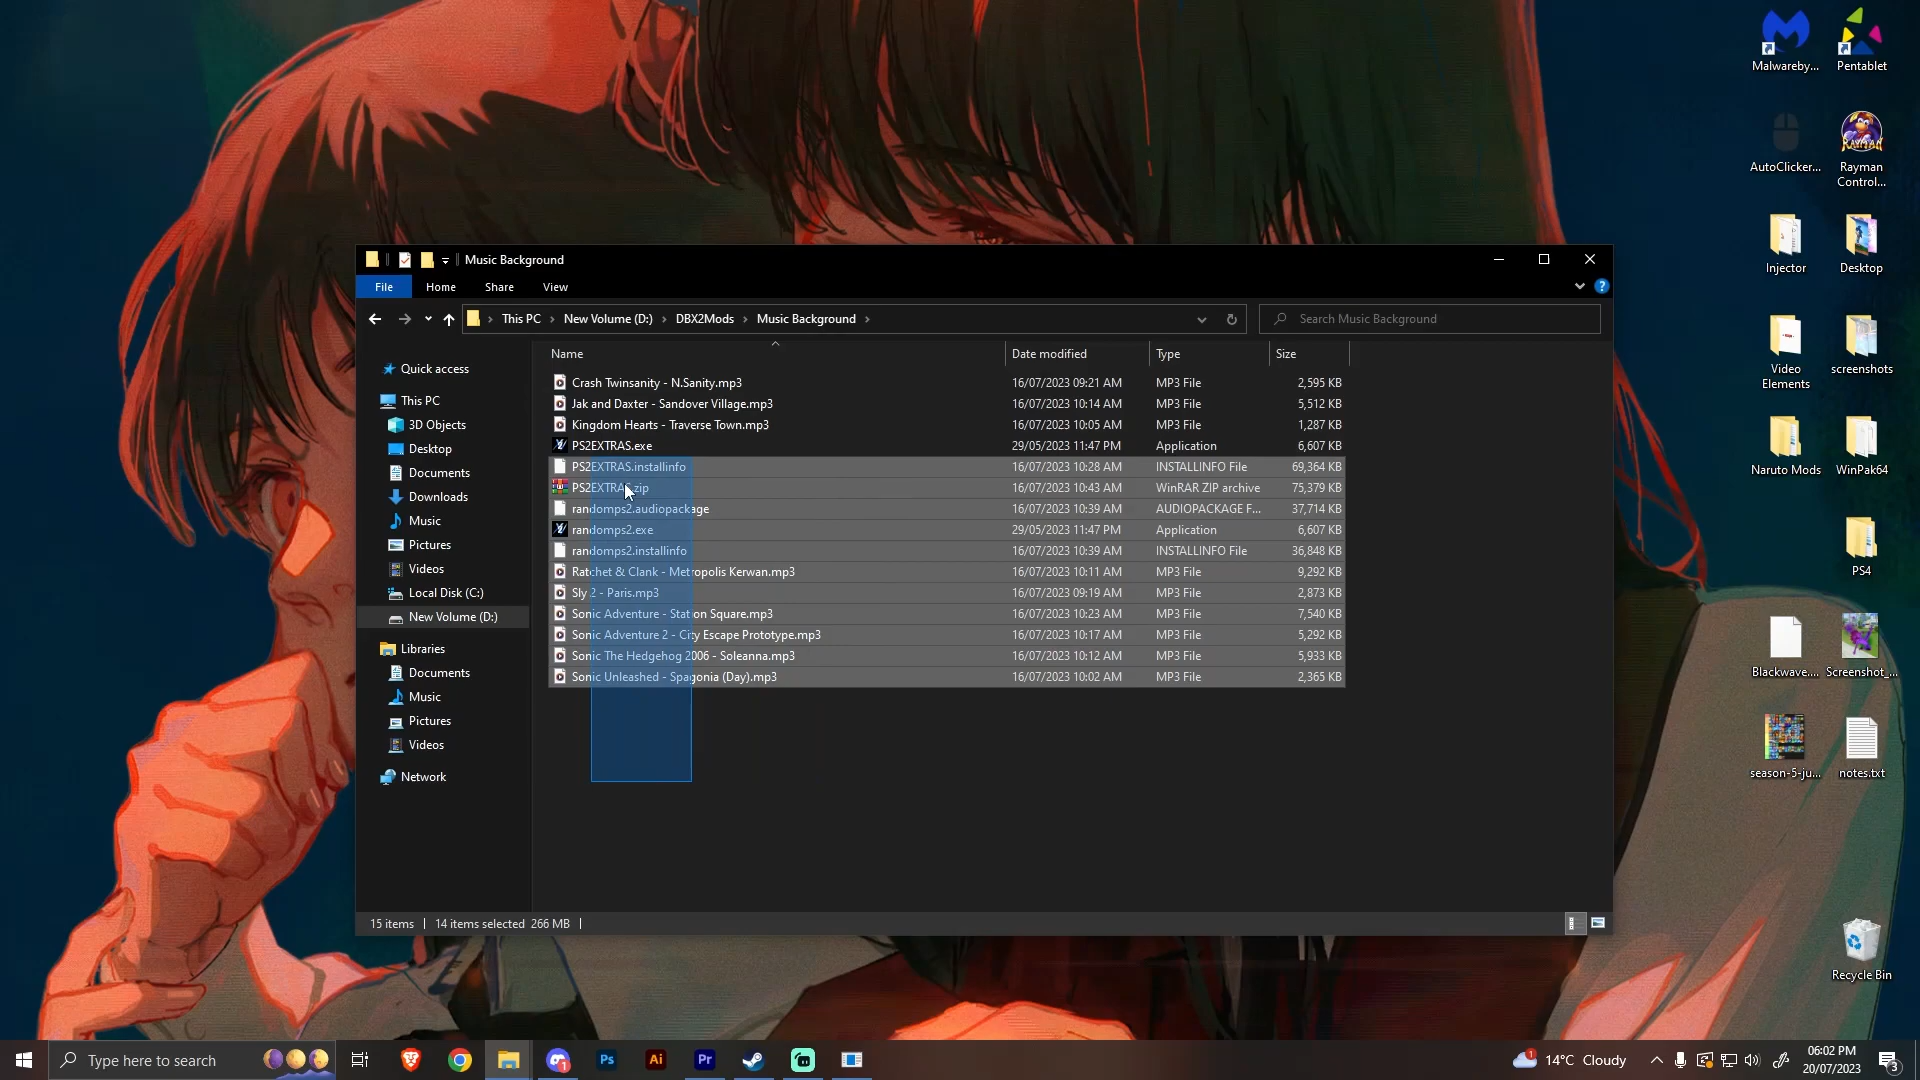 Malwareby...
Pentablet
AutoClicker...
Rayman
Control...
Injector
Desktop
Video
Elements
screenshots
Naruto Mods
WinPak64
PS4
Blackwave....
Screenshot_...
season-5-ju...
notes.txt
Recycle Bin
Music Background
File Home Share View
This PC > New Volume (D:) > DBX2Mods > Music Background >
Search Music Background
Quick access
This PC
3D Objects
Desktop
Documents
Downloads
Music
Pictures
Videos
Local Disk (C:)
New Volume (D:)
Libraries
Documents
Music
Pictures
Videos
Network
Name Date modified Type Size
Crash Twinsanity - N.Sanity.mp3 16/07/2023 09:21 AM MP3 File 2,595 KB
Jak and Daxter - Sandover Village.mp3 16/07/2023 10:14 AM MP3 File 5,512 KB
Kingdom Hearts - Traverse Town.mp3 16/07/2023 10:05 AM MP3 File 1,287 KB
PS2EXTRAS.exe 29/05/2023 11:47 PM Application 6,607 KB
PS2EXTRAS.installinfo 16/07/2023 10:28 AM INSTALLINFO File 69,364 KB
PS2EXTRAS.zip 16/07/2023 10:43 AM WinRAR ZIP archive 75,379 KB
randomps2.audiopackage 16/07/2023 10:39 AM AUDIOPACKAGE F... 37,714 KB
randomps2.exe 29/05/2023 11:47 PM Application 6,607 KB
randomps2.installinfo 16/07/2023 10:39 AM INSTALLINFO File 36,848 KB
Ratchet & Clank - Metropolis Kerwan.mp3 16/07/2023 10:11 AM MP3 File 9,292 KB
Sly 2 - Paris.mp3 16/07/2023 09:19 AM MP3 File 2,873 KB
Sonic Adventure - Station Square.mp3 16/07/2023 10:23 AM MP3 File 7,540 KB
Sonic Adventure 2 - City Escape Prototype.mp3 16/07/2023 10:17 AM MP3 File 5,292 KB
Sonic The Hedgehog 2006 - Soleanna.mp3 16/07/2023 10:12 AM MP3 File 5,933 KB
Sonic Unleashed - Spagonia (Day).mp3 16/07/2023 10:02 AM MP3 File 2,365 KB
15 items 14 items selected 266 MB
Type here to search
Ps Ai Pr
14°C Cloudy
06:02 PM
20/07/2023
3